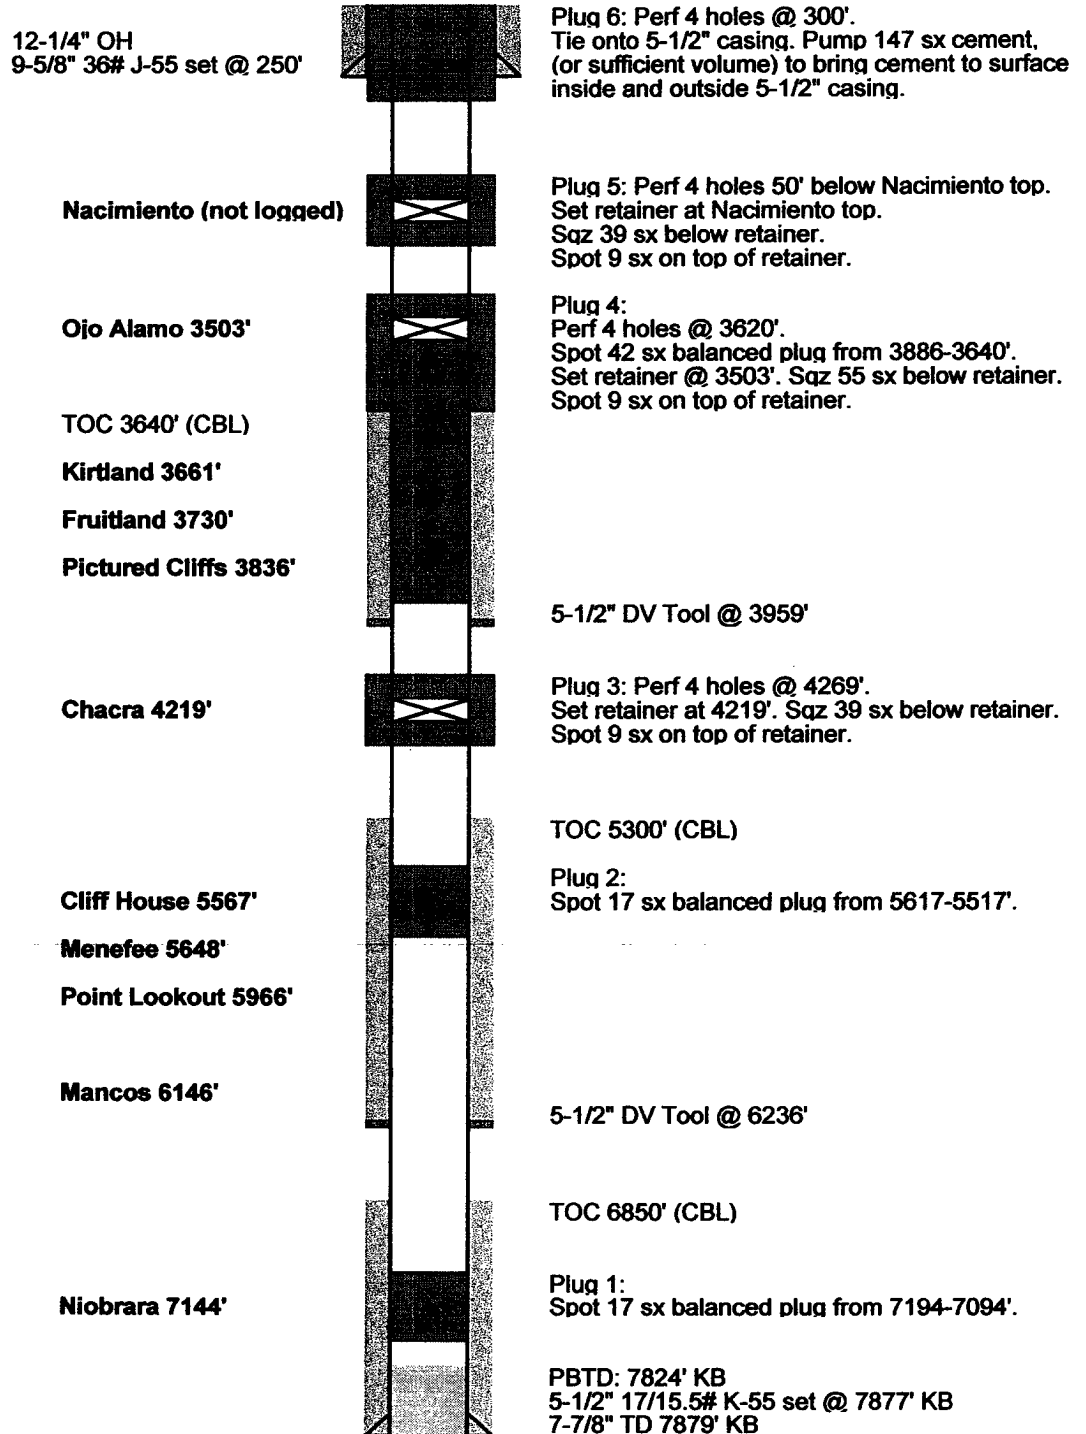 12-1/4" OH
9-5/8" 36# J-55 set @ 250'
Plug 6: Perf 4 holes @ 300'.
Tie onto 5-1/2" casing. Pump 147 sx cement,
(or sufficient volume) to bring cement to surface
inside and outside 5-1/2" casing.
Nacimiento (not logged)
Plug 5: Perf 4 holes 50' below Nacimiento top.
Set retainer at Nacimiento top.
Sqz 39 sx below retainer.
Spot 9 sx on top of retainer.
Ojo Alamo 3503'
Plug 4:
Perf 4 holes @ 3620'.
Spot 42 sx balanced plug from 3886-3640'.
Set retainer @ 3503'. Sqz 55 sx below retainer.
Spot 9 sx on top of retainer.
TOC 3640' (CBL)
Kirtland 3661'
Fruitland 3730'
Pictured Cliffs 3836'
5-1/2" DV Tool @ 3959'
Chacra 4219'
Plug 3: Perf 4 holes @ 4269'.
Set retainer at 4219'. Sqz 39 sx below retainer.
Spot 9 sx on top of retainer.
TOC 5300' (CBL)
Cliff House 5567'
Plug 2:
Spot 17 sx balanced plug from 5617-5517'.
Menefee 5648'
Point Lookout 5966'
Mancos 6146'
5-1/2" DV Tool @ 6236'
TOC 6850' (CBL)
Niobrara 7144'
Plug 1:
Spot 17 sx balanced plug from 7194-7094'.
PBTD: 7824' KB
5-1/2" 17/15.5# K-55 set @ 7877' KB
7-7/8" TD 7879' KB